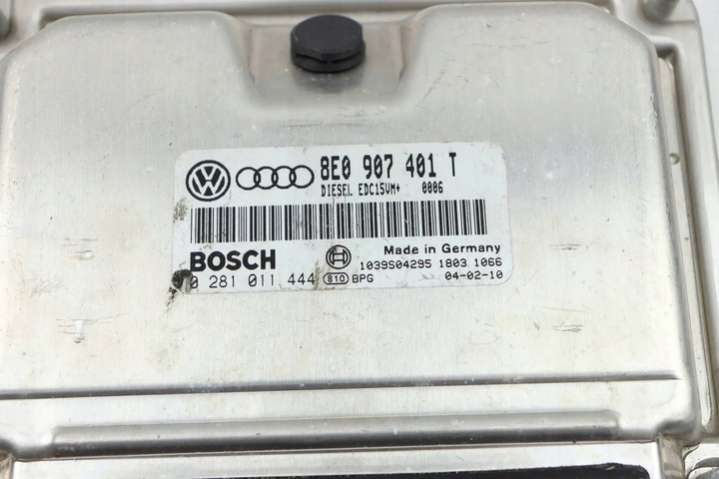 8E0 907 401 T
DIESEL EDC15VM+ 0006
BOSCH
Made in Germany
1039S04295 1803 1066
0 281 011 444 610 BPG 04-02-10